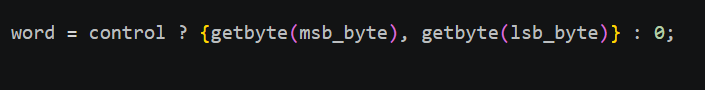 word = control ? {getbyte(msb_byte), getbyte(lsb_byte)} : 0;